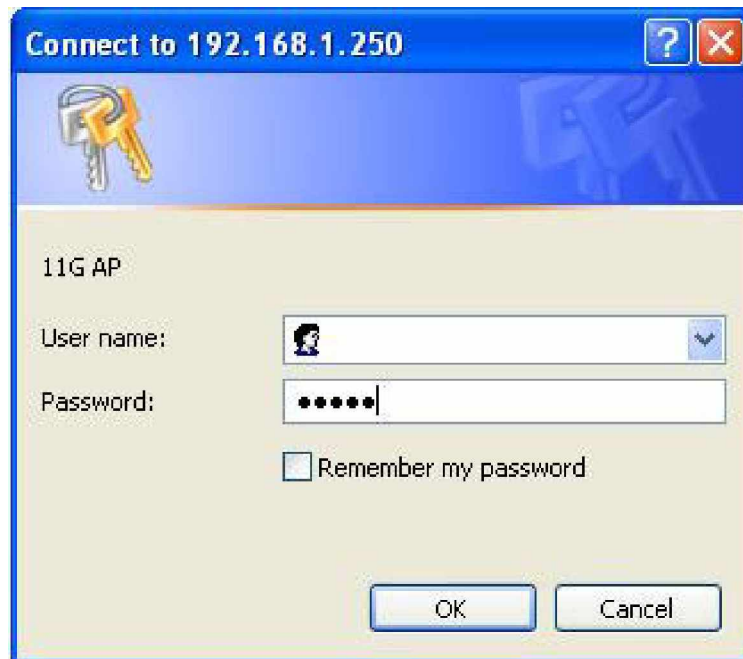 Connect to 192.168.1.250
11G AP
User name:
Password: •••••
Remember my password
OK Cancel